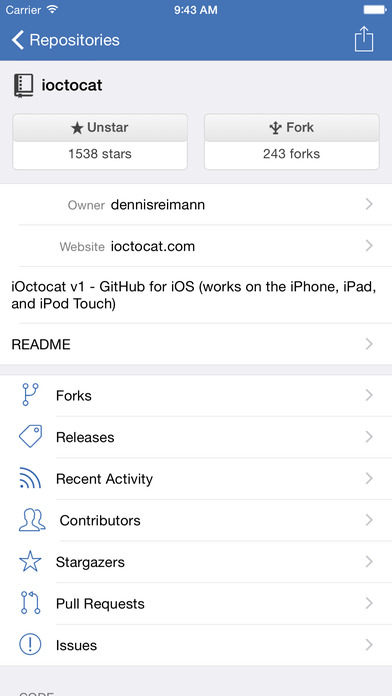 Carrier 9:43 AM
Repositories
ioctocat
Unstar Fork
1538 stars 243 forks
Owner dennisreimann
Website ioctocat.com
iOctocat v1 - GitHub for iOS (works on the iPhone, iPad,
and iPod Touch)
README
Forks
Releases
Recent Activity
Contributors
Stargazers
Pull Requests
Issues
CODE